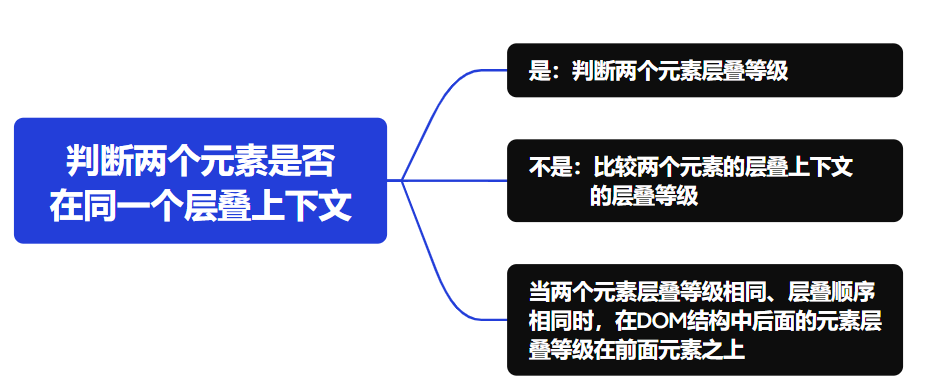 判断两个元素是否
在同一个层叠上下文
是：判断两个元素层叠等级
不是：比较两个元素的层叠上下文
的层叠等级
当两个元素层叠等级相同、层叠顺序
相同时，在DOM结构中后面的元素层
叠等级在前面元素之上